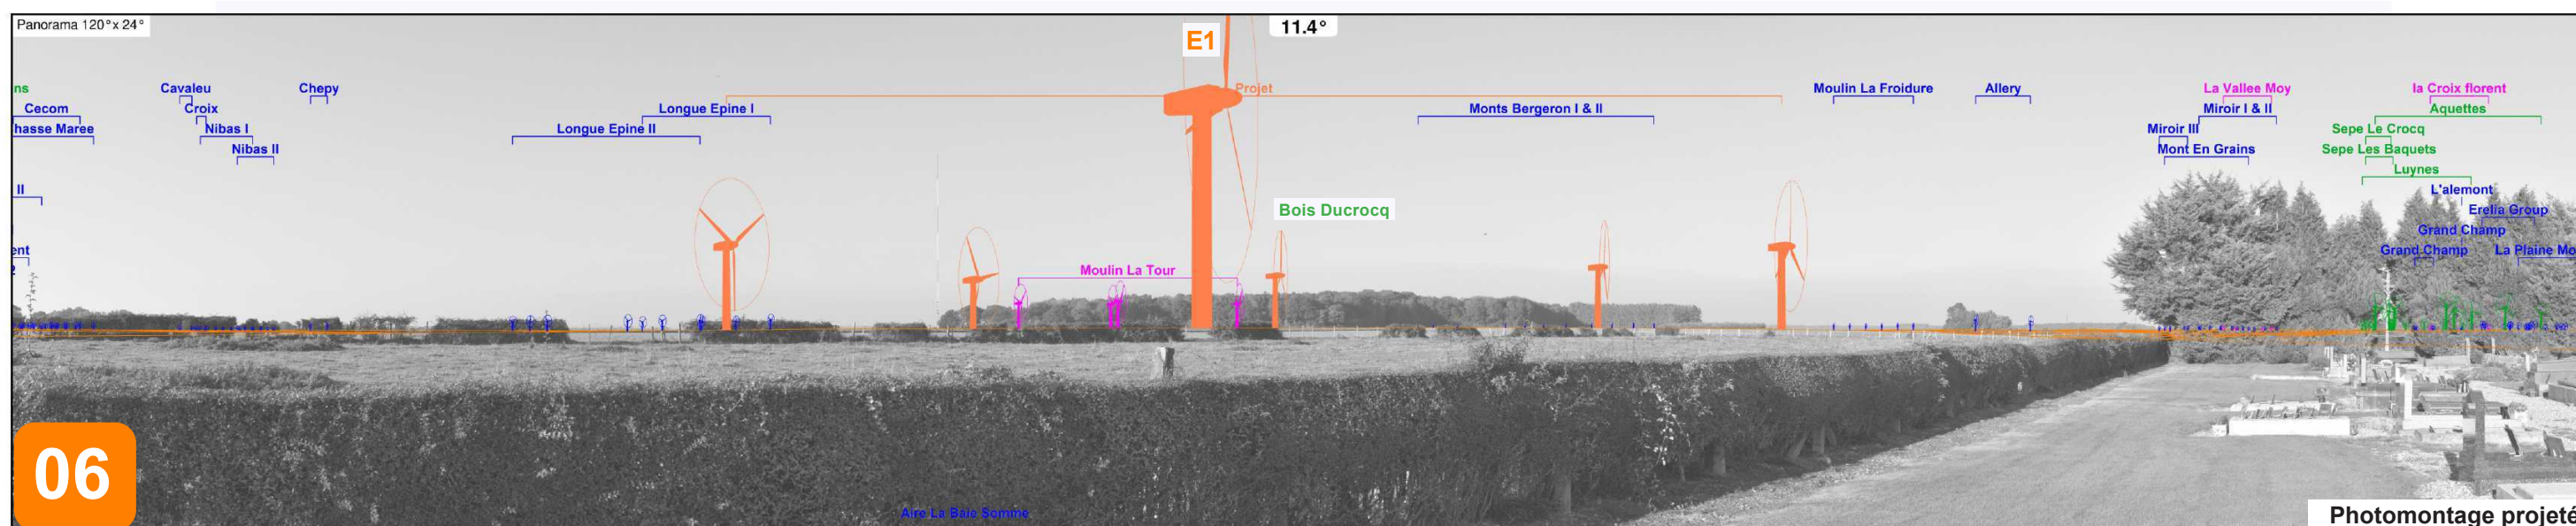 Panorama 120°x 24°
11.4°
E1
Projet
ns
Cecom
hasse Maree
II
ent
Cavaleu
Croix
Nibas I
Nibas II
Chepy
Longue Epine I
Longue Epine II
Moulin La Tour
Bois Ducrocq
Monts Bergeron I & II
Moulin La Froidure
Allery
La Vallee Moy
Miroir I & II
Miroir III
Mont En Grains
la Croix florent
Aquettes
Sepe Le Crocq
Sepe Les Baquets
Luynes
L'alemont
Erelia Group
Grand Champ
Grand Champ
La Plaine Mo
06
Aire La Baie Somme
Photomontage projeté